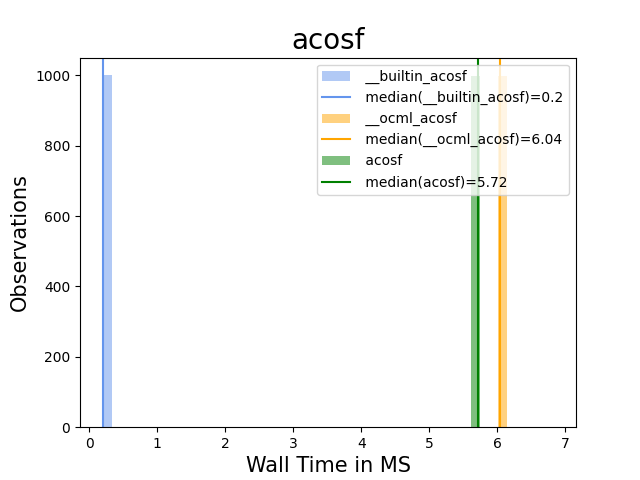 acosf
Observations
1000
800
600
400
200
0
__builtin_acosf
median(__builtin_acosf)=0.2
__ocml_acosf
median(__ocml_acosf)=6.04
acosf
median(acosf)=5.72
0 1 2 3 4 5 6 7
Wall Time in MS